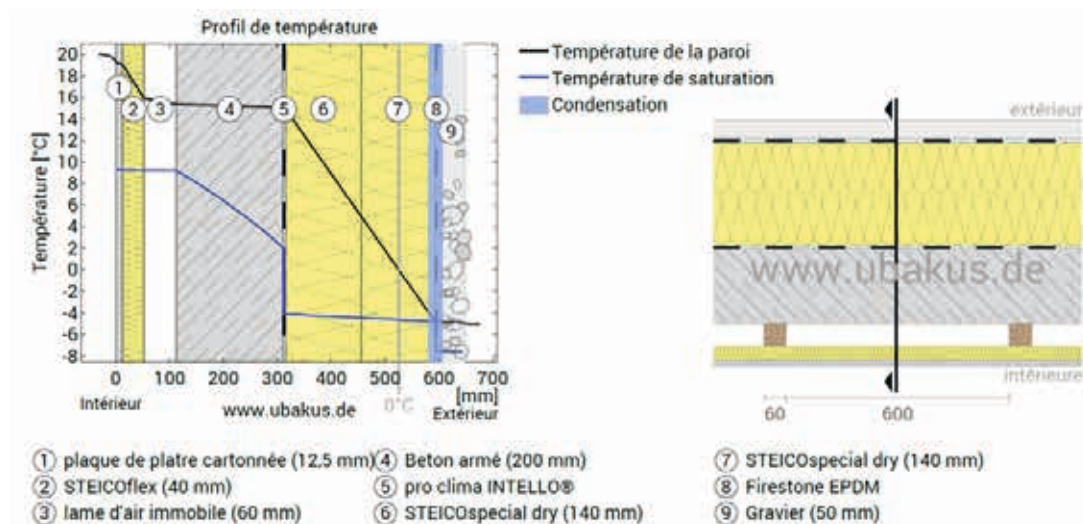 Profil de température
20
18
16
14
12
10
8
6
4
2
0
-2
-4
-6
-8
Température [°C]
1
2
3
4
5
6
7
8
9
0
100
200
300
400
500
600
700
[mm]
Intérieur
www.ubakus.de
0°C
Extérieur
Température de la paroi
Température de saturation
Condensation
extérieur
www.ubakus.de
intérieure
60
600
1 plaque de platre cartonnée (12,5 mm)
2 STEICOflex (40 mm)
3 lame d'air immobile (60 mm)
4 Beton armé (200 mm)
5 pro clima INTELLO®
6 STEICOspecial dry (140 mm)
7 STEICOspecial dry (140 mm)
8 Firestone EPDM
9 Gravier (50 mm)